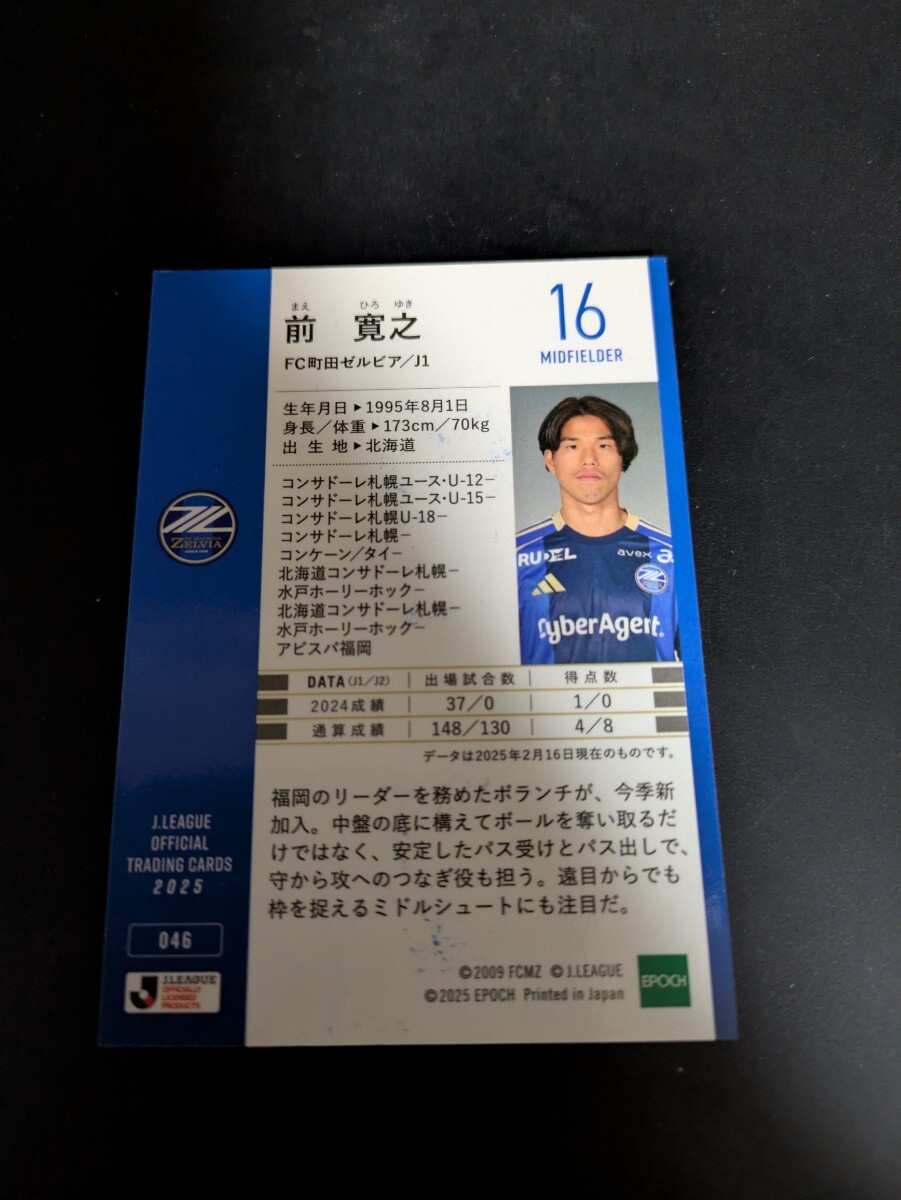 まえ ひろ ゆき
前 寛之
FC町田ゼルビア/J1
16
MIDFIELDER
生年月日▶1995年8月1日
身長/体重▶173cm/70kg
出生地▶北海道
コンサドーレ札幌ユース・U-12−
コンサドーレ札幌ユース・U-15−
コンサドーレ札幌U-18−
コンサドーレ札幌−
コンケーン/タイ−
北海道コンサドーレ札幌−
水戸ホーリーホック−
北海道コンサドーレ札幌−
水戸ホーリーホック−
アビスパ福岡
RUDEL avex
CyberAgent
ZELVIA
DATA(J1/J2) 出場試合数 得点数
2024成績 37/0 1/0
通算成績 148/130 4/8
データは2025年2月16日現在のものです。
福岡のリーダーを務めたボランチが、今季新
加入。中盤の底に構えてボールを奪い取るだ
けではなく、安定したパス受けとパス出しで、
守から攻へのつなぎ役も担う。遠目からでも
枠を捉えるミドルシュートにも注目だ。
J.LEAGUE
OFFICIAL
TRADING CARDS
2025
046
J.LEAGUE
OFFICIALLY
LICENSED
PRODUCTS
©2009 FCMZ ©J.LEAGUE
©2025 EPOCH Printed in Japan
EPOCH